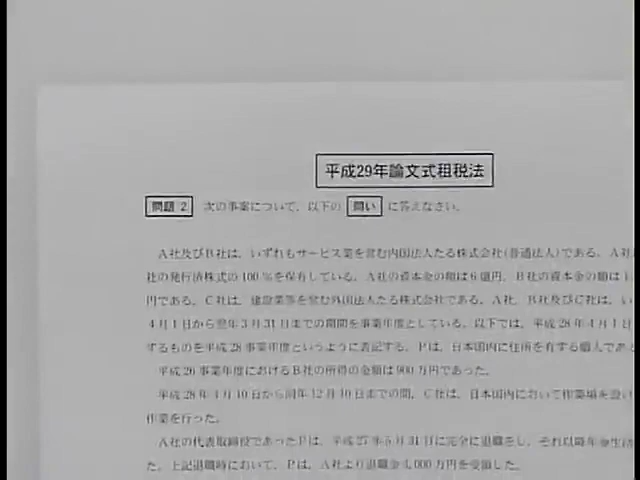 平成29年論文式租税法
問題 2 次の事案について、以下の 問い に答えなさい。
A社及びB社は、いずれもサービス業を営む内国法人たる株式会社(普通法人)である。A社
社の発行済株式の100%を保有している。A社の資本金の額は6億円、B社の資本金の額は1
円である。C社は、建設業等を営む外国法人たる株式会社である。A社、B社及びC社は、い
4月1日から翌年3月31日までの期間を事業年度としている。以下では、平成28年4月1日
するものを平成28事業年度というように表記する。Pは、日本国内に住所を有する個人であ
平成26事業年度におけるB社の所得の金額は900万円であった。
平成28年4月10日から同年12月10日までの間、C社は、日本国内において作業場を設け
作業を行った。
A社の代表取締役であったPは、平成27年5月31日に完全に退職をし、それ以降年金生活
た。上記退職時において、Pは、A社より退職金4,000万円を受領した。